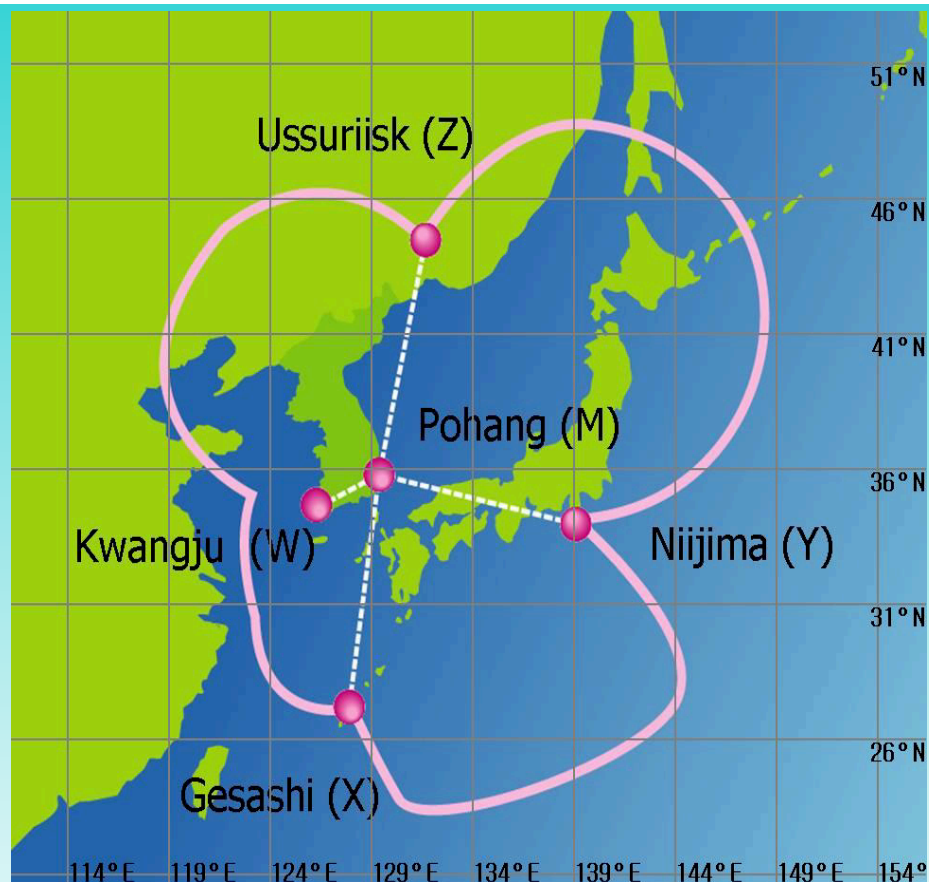 51°N
Ussuriisk (Z)
46°N
41°N
Pohang (M)
36°N
Kwangju (W)
Niijima (Y)
31°N
26°N
Gesashi (X)
114°E 119°E 124°E 129°E 134°E 139°E 144°E 149°E 154°